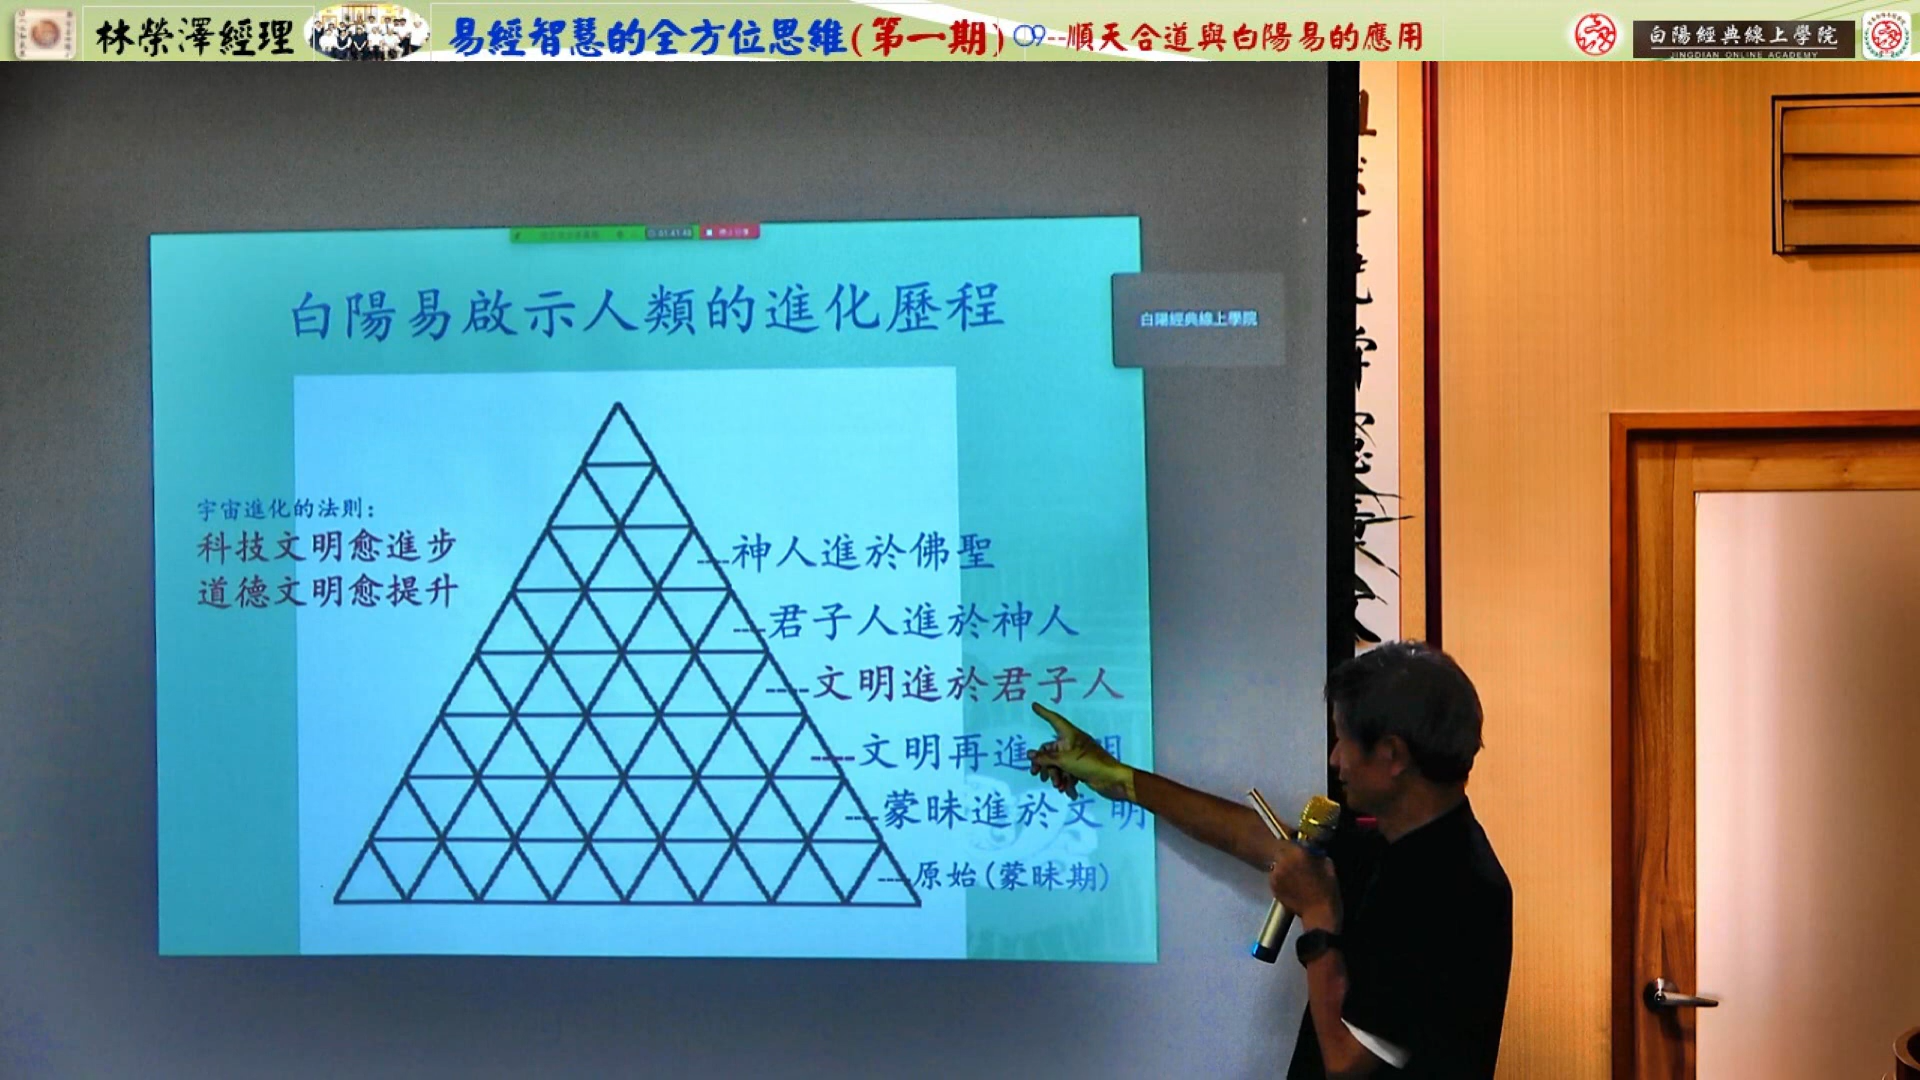 林榮澤經理
易經智慧的全方位思維(第一期)
09--順天合道與白陽易的應用
白陽經典線上學院
JINGDIAN ONLINE ACADEMY
白陽易啟示人類的進化歷程
白陽經典線上學院
宇宙進化的法則:
科技文明愈進步
道德文明愈提升
----神人進於佛聖
----君子人進於神人
----文明進於君子人
----文明再進
----蒙昧進於文明
----原始(蒙昧期)